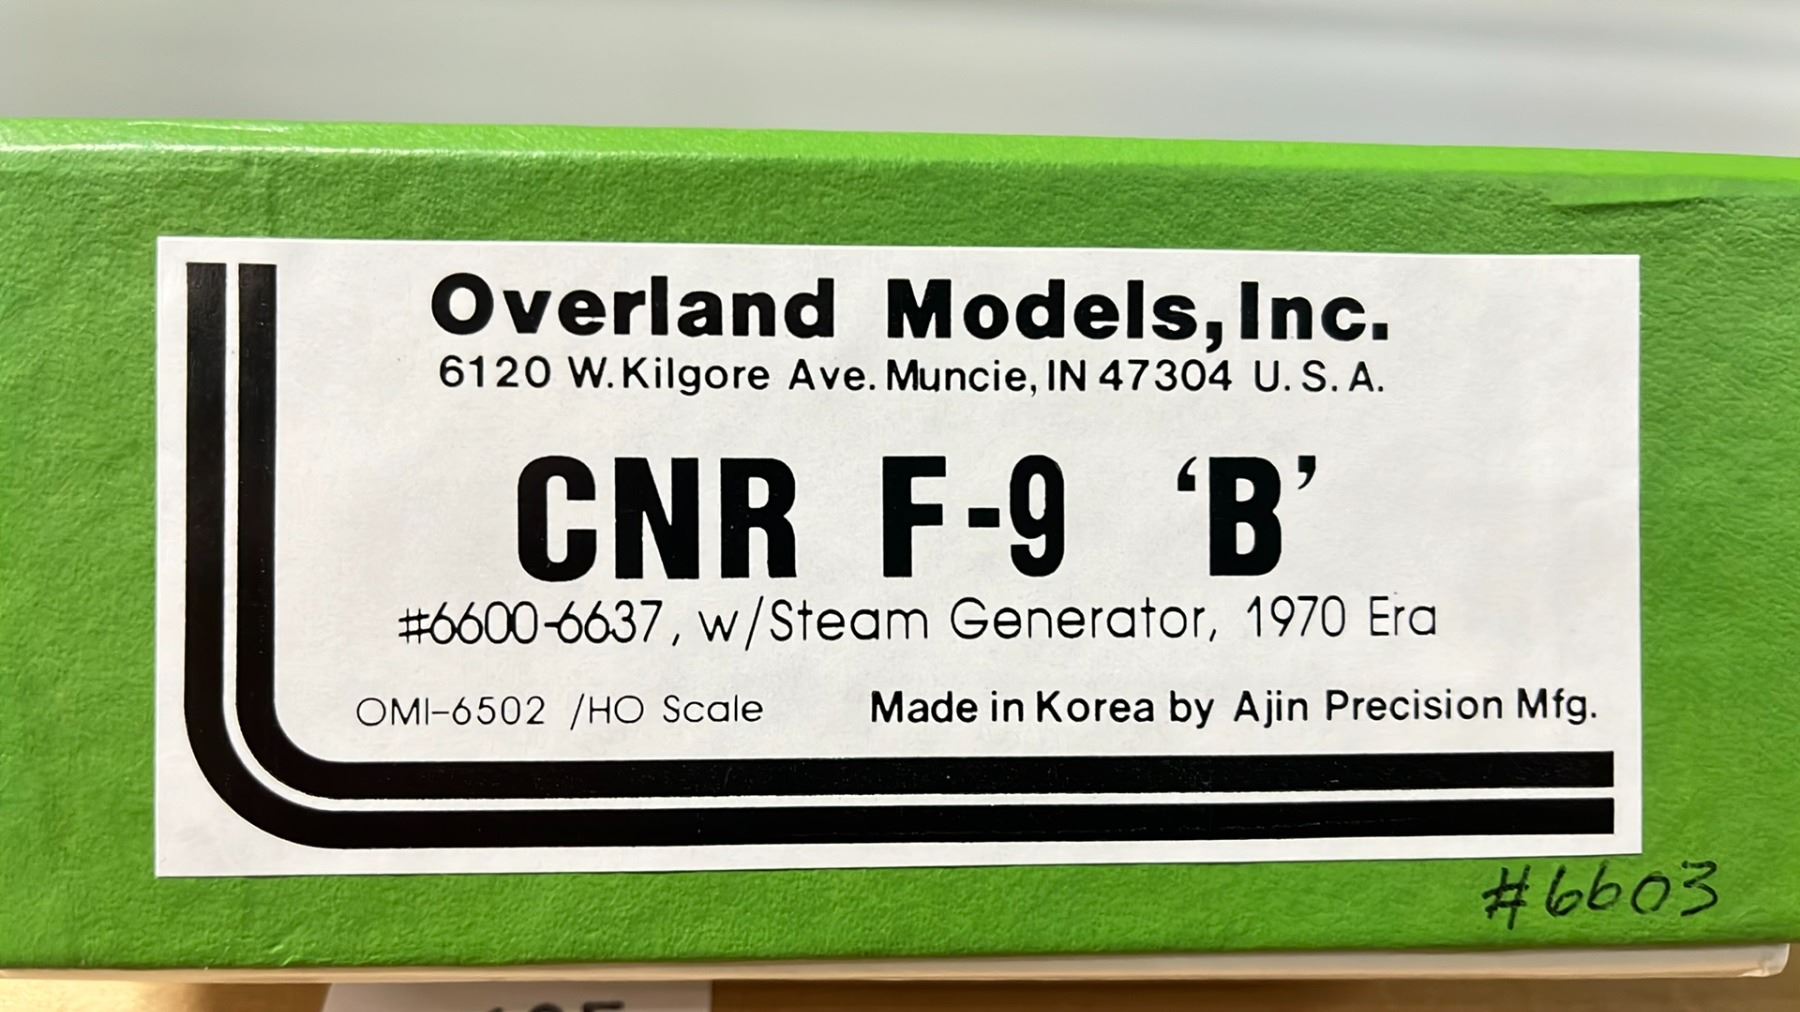 Overland Models, Inc.
6120 W. Kilgore Ave. Muncie, IN 47304 U. S. A.
CNR F-9 ‘B’
#6600-6637, w/Steam Generator, 1970 Era
OMI-6502 /HO Scale Made in Korea by Ajin Precision Mfg.
#6603